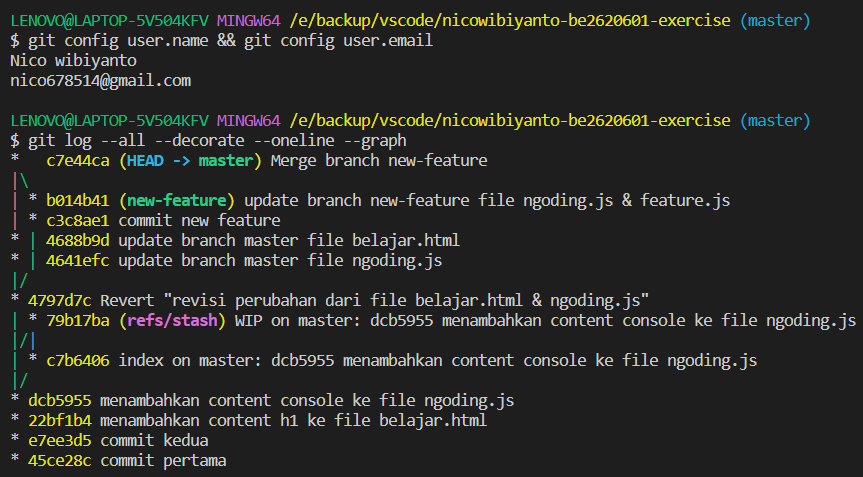 LENOVO@LAPTOP-5V504KFV MINGW64 /e/backup/vscode/nicowibiyanto-be2620601-exercise (master)
$ git config user.name && git config user.email
Nico wibiyanto
nico678514@gmail.com

LENOVO@LAPTOP-5V504KFV MINGW64 /e/backup/vscode/nicowibiyanto-be2620601-exercise (master)
$ git log --all --decorate --oneline --graph
*   c7e44ca (HEAD -> master) Merge branch new-feature
|\
| * b014b41 (new-feature) update branch new-feature file ngoding.js & feature.js
| * c3c8ae1 commit new feature
* | 4688b9d update branch master file belajar.html
* | 4641efc update branch master file ngoding.js
|/
* 4797d7c Revert "revisi perubahan dari file belajar.html & ngoding.js"
| * 79b17ba (refs/stash) WIP on master: dcb5955 menambahkan content console ke file ngoding.js
|/|
| * c7b6406 index on master: dcb5955 menambahkan content console ke file ngoding.js
|/
* dcb5955 menambahkan content console ke file ngoding.js
* 22bf1b4 menambahkan content h1 ke file belajar.html
* e7ee3d5 commit kedua
* 45ce28c commit pertama